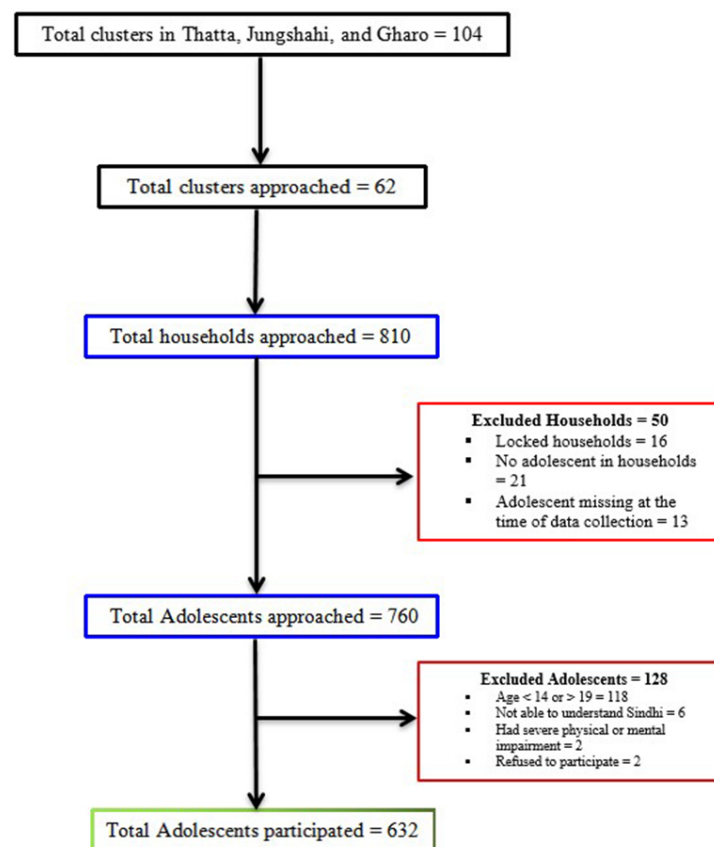 Total clusters in Thatta, Jungshahi, and Gharo = 104
Total clusters approached = 62
Total households approached = 810
Excluded Households = 50
▪ Locked households = 16
▪ No adolescent in households
= 21
▪ Adolescent missing at the
time of data collection = 13
Total Adolescents approached = 760
Excluded Adolescents = 128
▪ Age < 14 or > 19 = 118
▪ Not able to understand Sindhi = 6
▪ Had severe physical or mental
impairment = 2
▪ Refused to participate = 2
Total Adolescents participated = 632